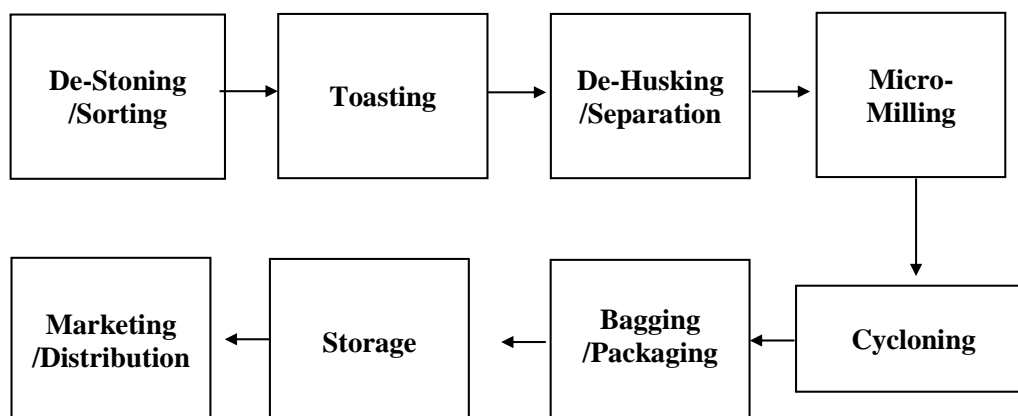 De-Stoning
/Sorting
Toasting
De-Husking
/Separation
Micro-
Milling
Marketing
/Distribution
Storage
Bagging
/Packaging
Cycloning